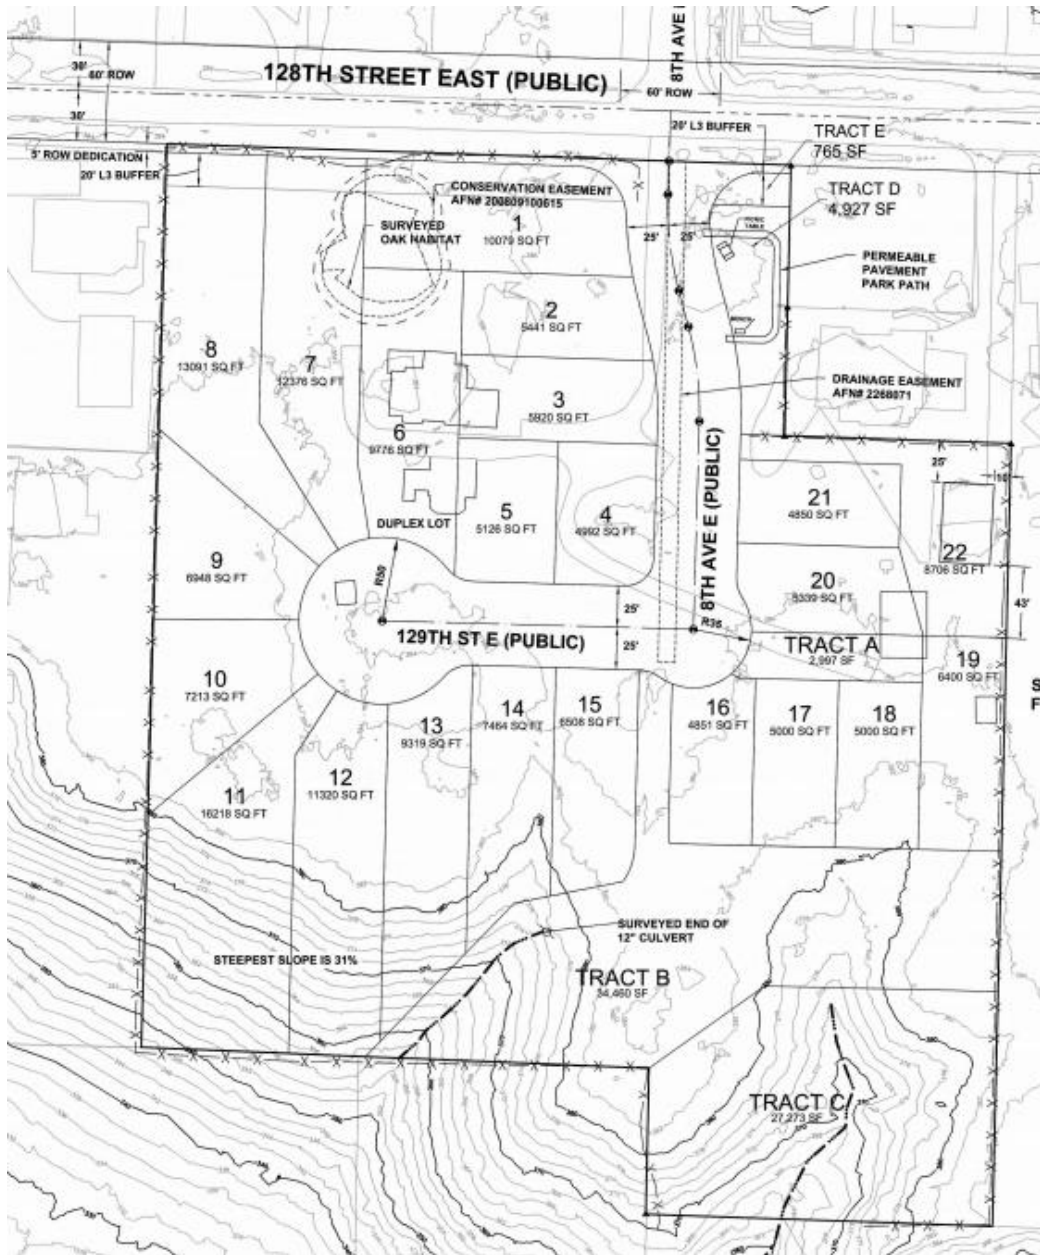 128TH STREET EAST (PUBLIC)
8TH AVE E
30'
60' ROW
30'
60' ROW
5' ROW DEDICATION
20' L3 BUFFER
20' L3 BUFFER
TRACT E
765 SF
TRACT D
4,927 SF
CONSERVATION EASEMENT
AFN# 200809100615
SURVEYED
OAK HABITAT
1
10079 SQ FT
25'
25'
PICNIC
TABLE
PERMEABLE
PAVEMENT
PARK PATH
BENCH
2
5441 SQ FT
8
13091 SQ FT
7
12376 SQ FT
3
5920 SQ FT
DRAINAGE EASEMENT
AFN# 2268071
6
9776 SQ FT
DUPLEX LOT
5
5126 SQ FT
4
4992 SQ FT
8TH AVE E (PUBLIC)
21
4850 SQ FT
25'
10'
22
8706 SQ FT
9
6948 SQ FT
R50
20
5339 SQ FT
43'
25'
129TH ST E (PUBLIC)
25'
R35
TRACT A
2,997 SF
19
6400 SQ FT
10
7213 SQ FT
13
9319 SQ FT
14
7464 SQ FT
15
6508 SQ FT
16
4851 SQ FT
17
5000 SQ FT
18
5000 SQ FT
S
F
11
16218 SQ FT
12
11320 SQ FT
SURVEYED END OF
12" CULVERT
STEEPEST SLOPE IS 31%
TRACT B
34,460 SF
TRACT C
27,273 SF